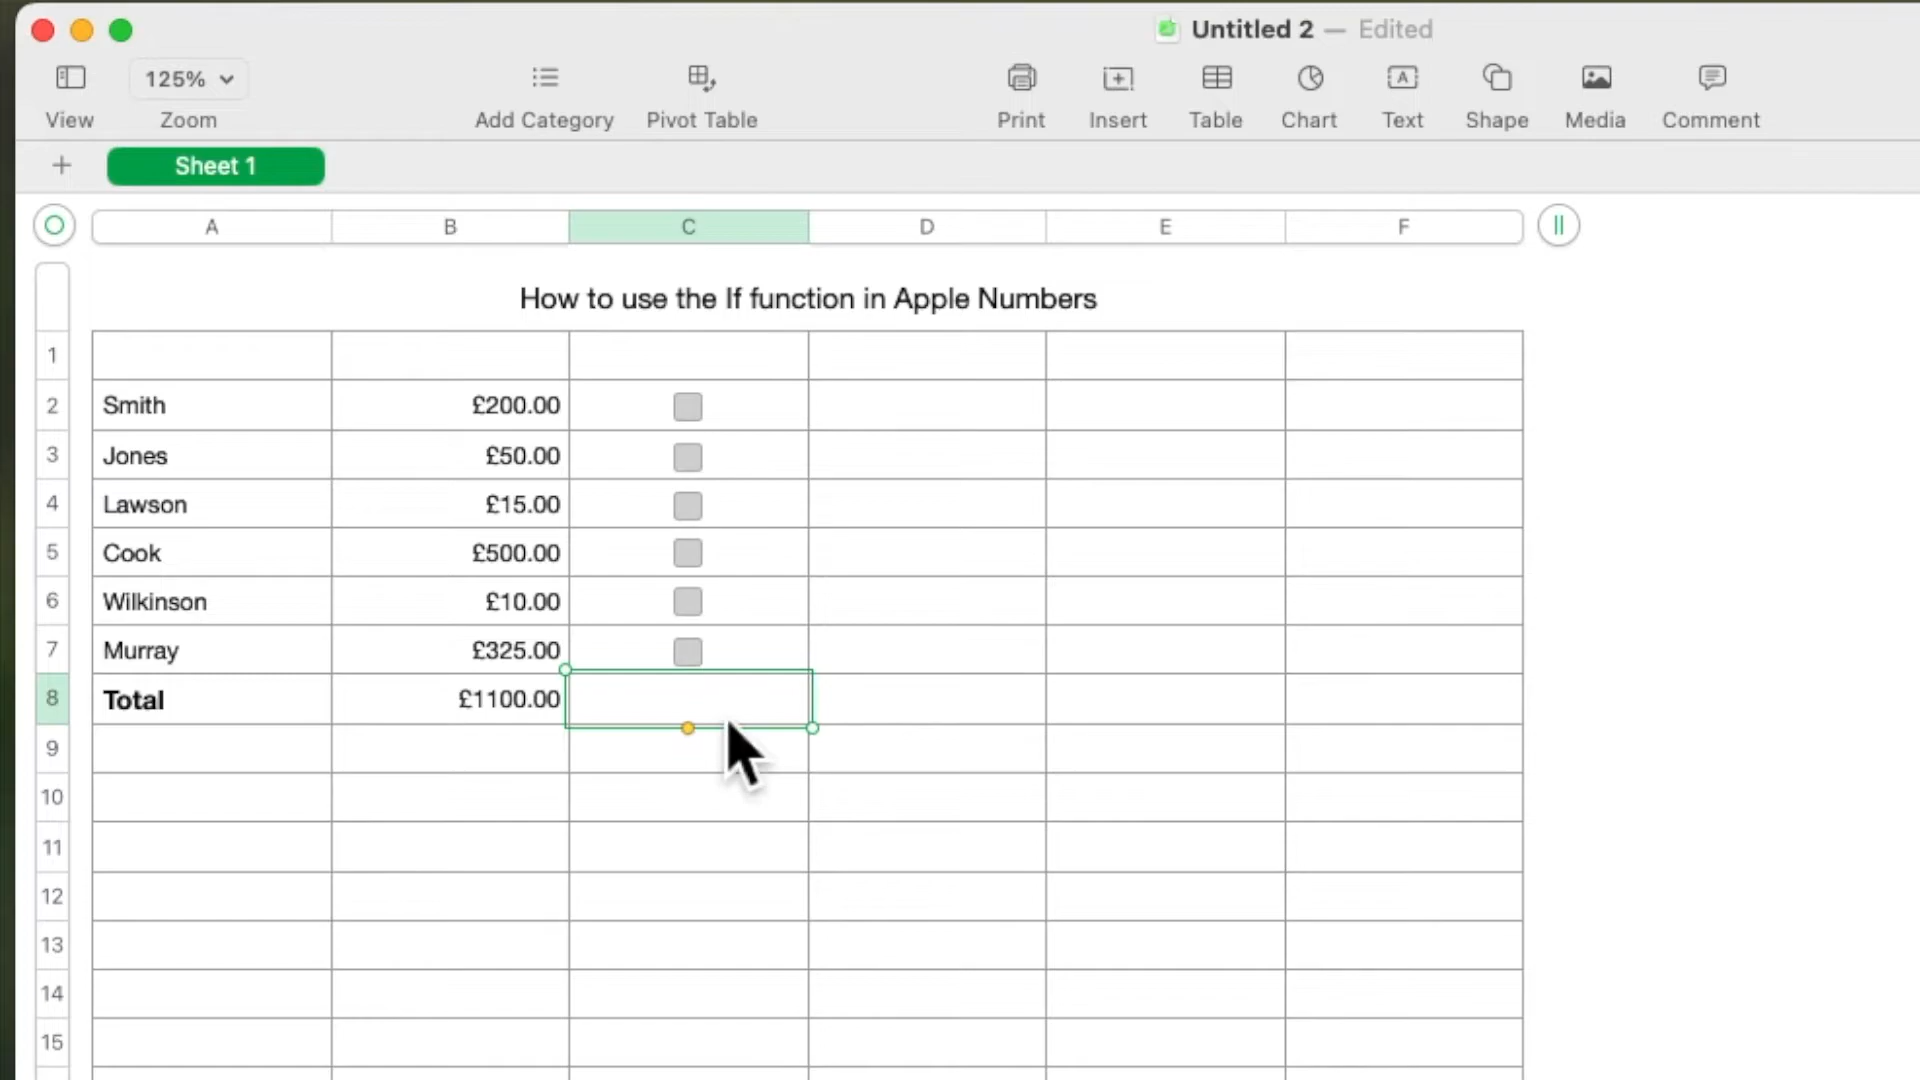 Untitled 2 — Edited
125%
View Zoom Add Category Pivot Table Print Insert Table Chart Text Shape Media Comment
+ Sheet 1
A B C D E F
How to use the If function in Apple Numbers
1
2 Smith £200.00
3 Jones £50.00
4 Lawson £15.00
5 Cook £500.00
6 Wilkinson £10.00
7 Murray £325.00
8 Total £1100.00
9
10
11
12
13
14
15